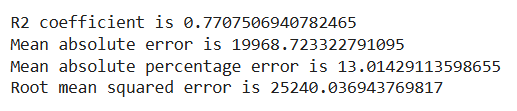 R2 coefficient is 0.7707506940782465
Mean absolute error is 19968.723322791095
Mean absolute percentage error is 13.01429113598655
Root mean squared error is 25240.036943769817